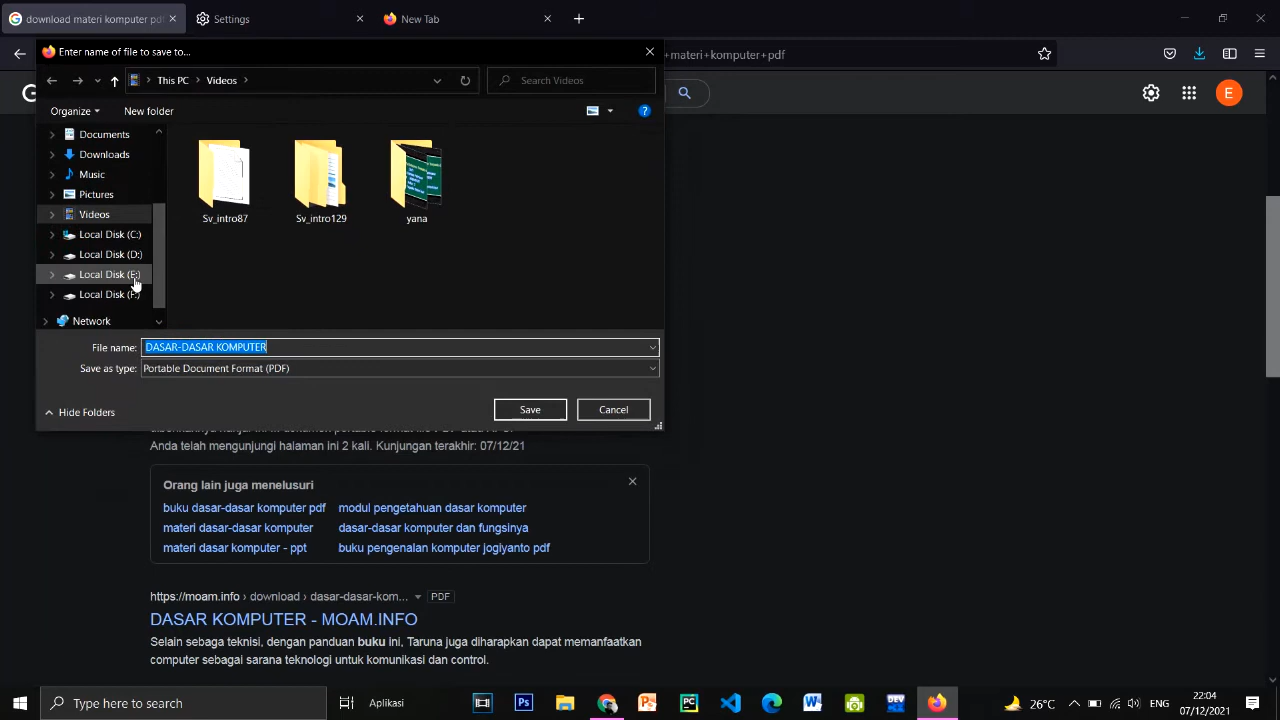 download materi komputer pdf
Settings
New Tab
Enter name of file to save to...
+materi+komputer+pdf
This PC
Videos
Search Videos
Organize
New folder
Documents
Downloads
Music
Pictures
Videos
Local Disk (C:)
Local Disk (D:)
Local Disk (E:)
Local Disk (F:)
Network
Sv_intro87
Sv_intro129
yana
E
File name:
DASAR-DASAR KOMPUTER
Save as type:
Portable Document Format (PDF)
Hide Folders
Save
Cancel
Anda telah mengunjungi halaman ini 2 kali. Kunjungan terakhir: 07/12/21
Orang lain juga menelusuri
buku dasar-dasar komputer pdf
modul pengetahuan dasar komputer
materi dasar-dasar komputer
dasar-dasar komputer dan fungsinya
materi dasar komputer - ppt
buku pengenalan komputer jogiyanto pdf
https://moam.info › download › dasar-dasar-kom...
PDF
DASAR KOMPUTER - MOAM.INFO
Selain sebaga teknisi, dengan panduan buku ini, Taruna juga diharapkan dapat memanfaatkan
computer sebagai sarana teknologi untuk komunikasi dan control.
Type here to search
Aplikasi
26°C
ENG
22:04
07/12/2021